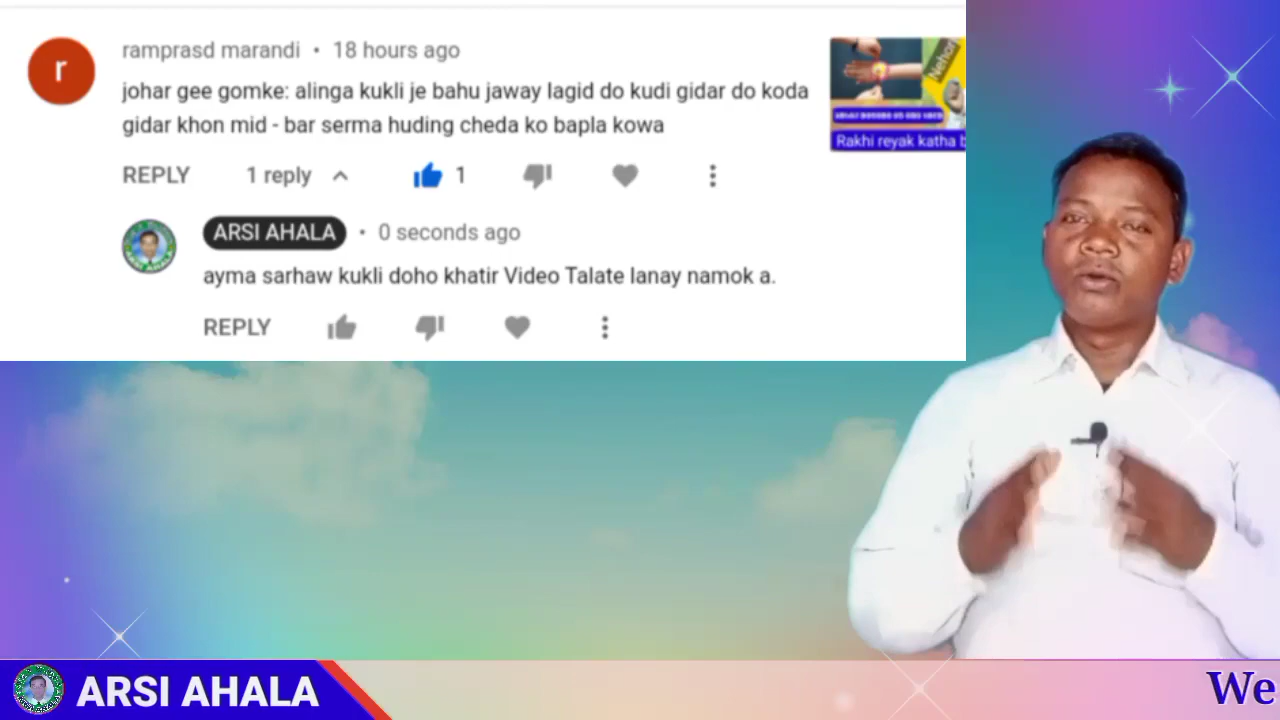 ramprasd marandi • 18 hours ago
r
johar gee gomke: alinga kukli je bahu jaway lagid do kudi gidar do koda
gidar khon mid - bar serma huding cheda ko bapla kowa
Nehor
Rakhi reyak katha b
REPLY 1 reply 1
ARSI AHALA • 0 seconds ago
ayma sarhaw kukli doho khatir Video Talate lanay namok a.
REPLY
ARSI AHALA
We